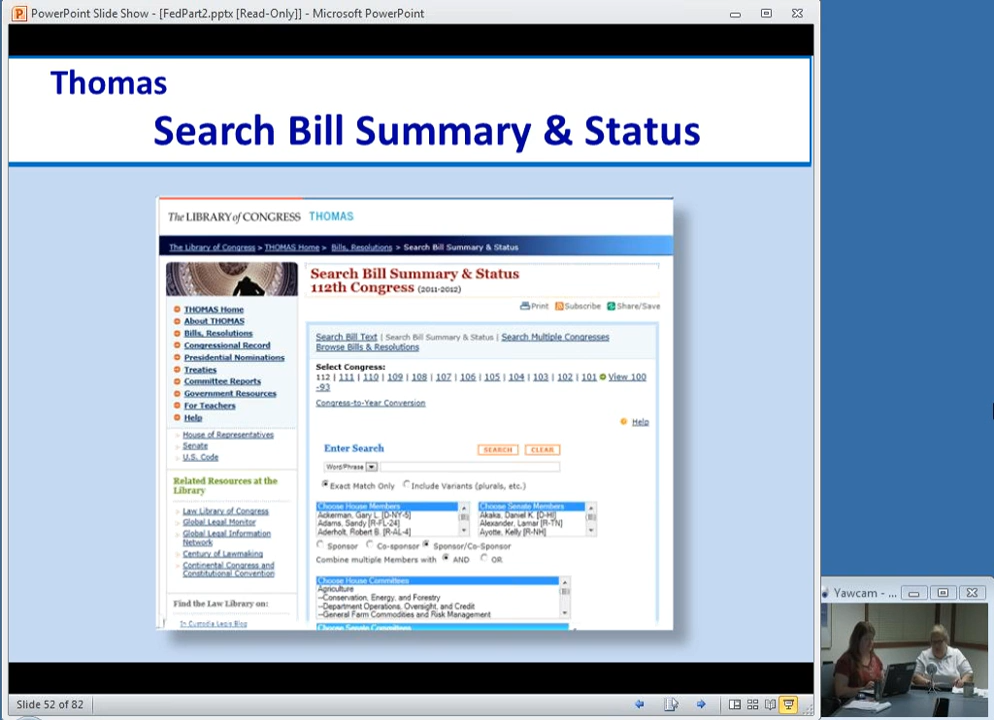 PowerPoint Slide Show - [FedPart2.pptx [Read-Only]] - Microsoft PowerPoint
Thomas
Search Bill Summary & Status
The LIBRARY of CONGRESS THOMAS
The Library of Congress > THOMAS Home > Bills, Resolutions > Search Bill Summary & Status
Search Bill Summary & Status
112th Congress (2011-2012)
Print Subscribe Share/Save
THOMAS Home
About THOMAS
Bills, Resolutions
Congressional Record
Presidential Nominations
Treaties
Committee Reports
Government Resources
For Teachers
Help
House of Representatives
Senate
U.S. Code
Related Resources at the
Library
Law Library of Congress
Global Legal Monitor
Global Legal Information
Network
Century of Lawmaking
Continental Congress and
Constitutional Convention
Find the Law Library on:
In Custodia Legis Blog
Search Bill Text | Search Bill Summary & Status | Search Multiple Congresses
Browse Bills & Resolutions
Select Congress:
112 | 111 | 110 | 109 | 108 | 107 | 106 | 105 | 104 | 103 | 102 | 101 View 100
-93
Congress-to-Year Conversion
Help
Enter Search SEARCH CLEAR
Word/Phrase
Exact Match Only Include Variants (plurals, etc.)
Choose House Members
Ackerman, Gary L. [D-NY-5]
Adams, Sandy [R-FL-24]
Aderholt, Robert B. [R-AL-4]
Choose Senate Members
Akaka, Daniel K. [D-HI]
Alexander, Lamar [R-TN]
Ayotte, Kelly [R-NH]
Sponsor Co-sponsor Sponsor/Co-Sponsor
Combine multiple Members with AND OR
Choose House Committees
Agriculture
--Conservation, Energy, and Forestry
--Department Operations, Oversight, and Credit
--General Farm Commodities and Risk Management
Choose Senate Committees
Yawcam - ...
Slide 52 of 82